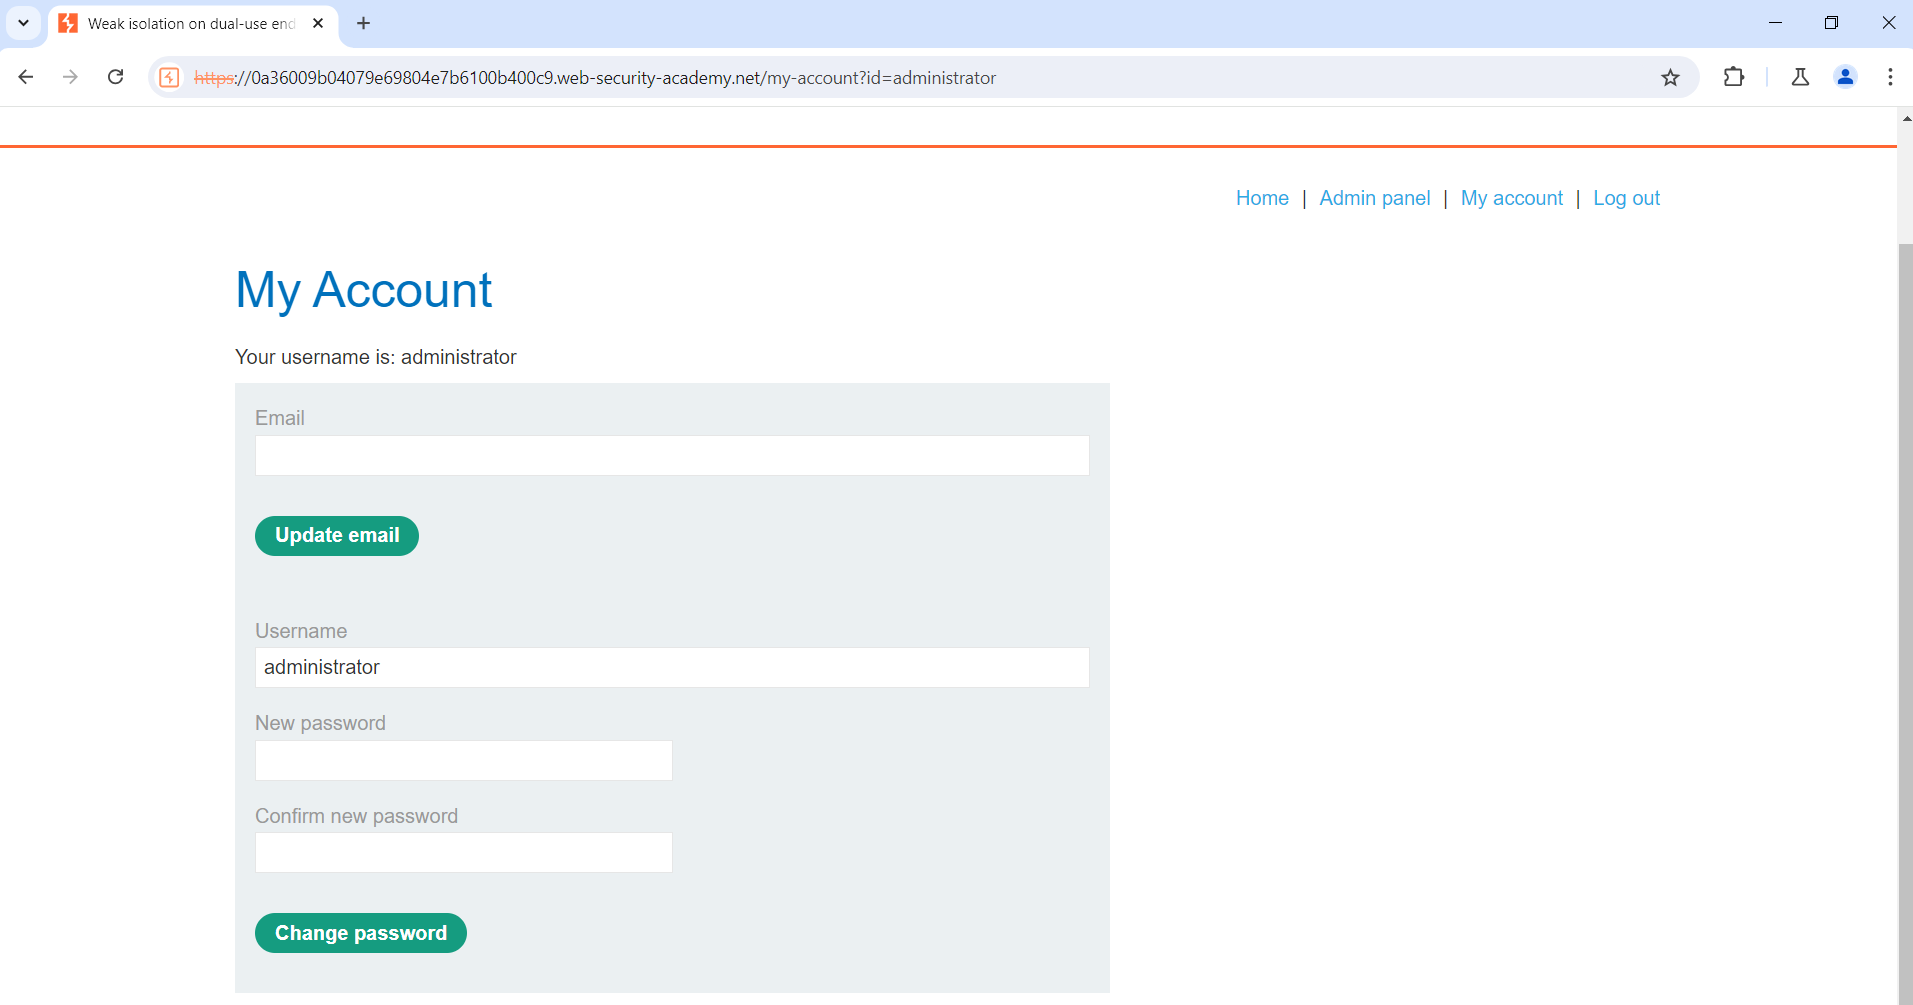 Weak isolation on dual-use end
https://0a36009b04079e69804e7b6100b400c9.web-security-academy.net/my-account?id=administrator
Home | Admin panel | My account | Log out
My Account
Your username is: administrator
Email
Update email
Username
administrator
New password
Confirm new password
Change password